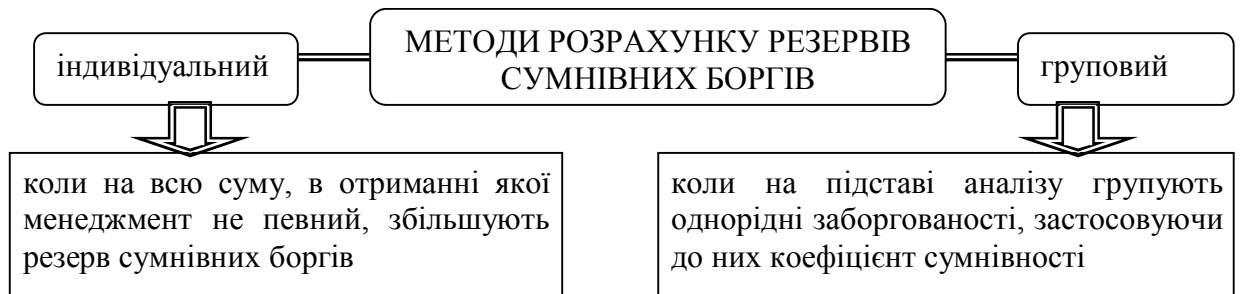 МЕТОДИ РОЗРАХУНКУ РЕЗЕРВІВ
СУМНІВНИХ БОРГІВ
індивідуальний
груповий
коли на всю суму, в отриманні якої
менеджмент не певний, збільшують
резерв сумнівних боргів
коли на підставі аналізу групують
однорідні заборгованості, застосовуючи
до них коефіцієнт сумнівності